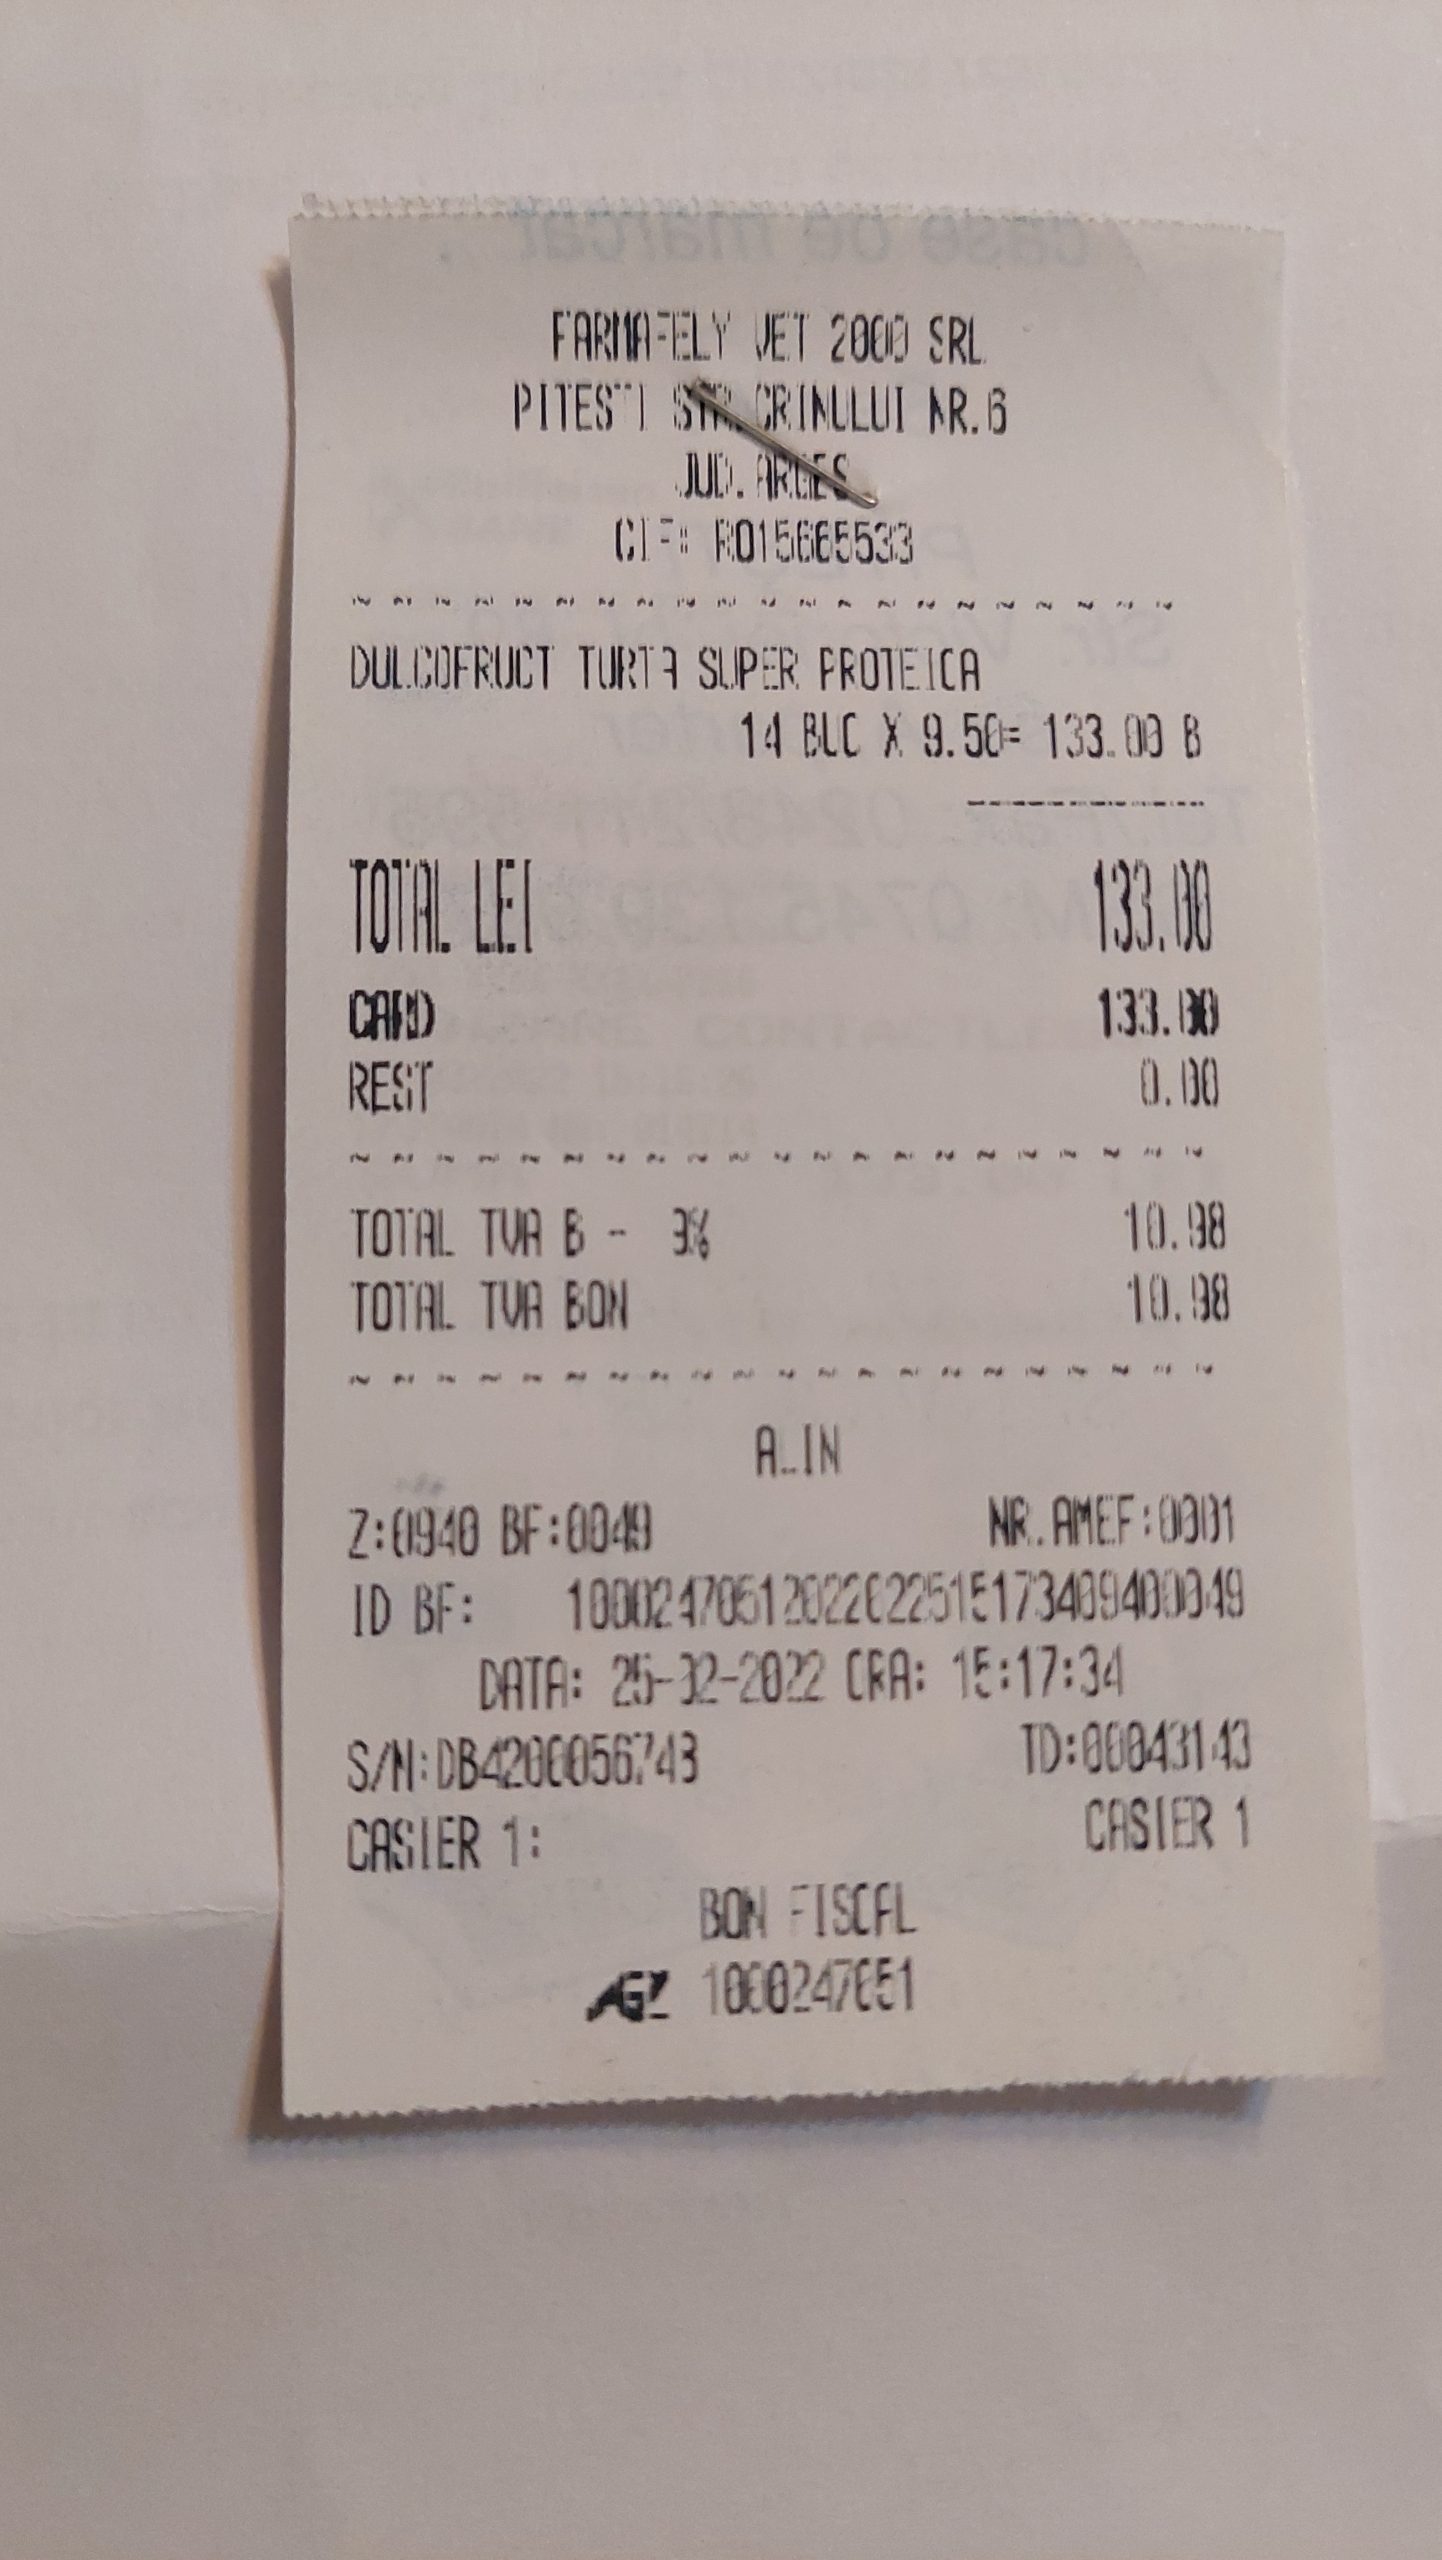 FARMAFELY VET 2000 SRL
PITESTI STR.CRINULUI NR.6
JUD. ARGES
CIF: RO15665533
DULCOFRUCT TURTA SUPER PROTEICA
14 BUC X 9.50= 133.00 B
TOTAL LEI 133.00
CARD 133.00
REST 0.00
TOTAL TVA B - 9% 10.98
TOTAL TVA BON 10.98
Z:0940 BF:0049 NR.AMEF:0001
ID BF: 10002470512022022515173409400049
DATA: 25-02-2022 ORA: 15:17:34
S/N:DB4200056743 TD:00043143
CASIER 1: CASIER 1
BON FISCAL
1000247051